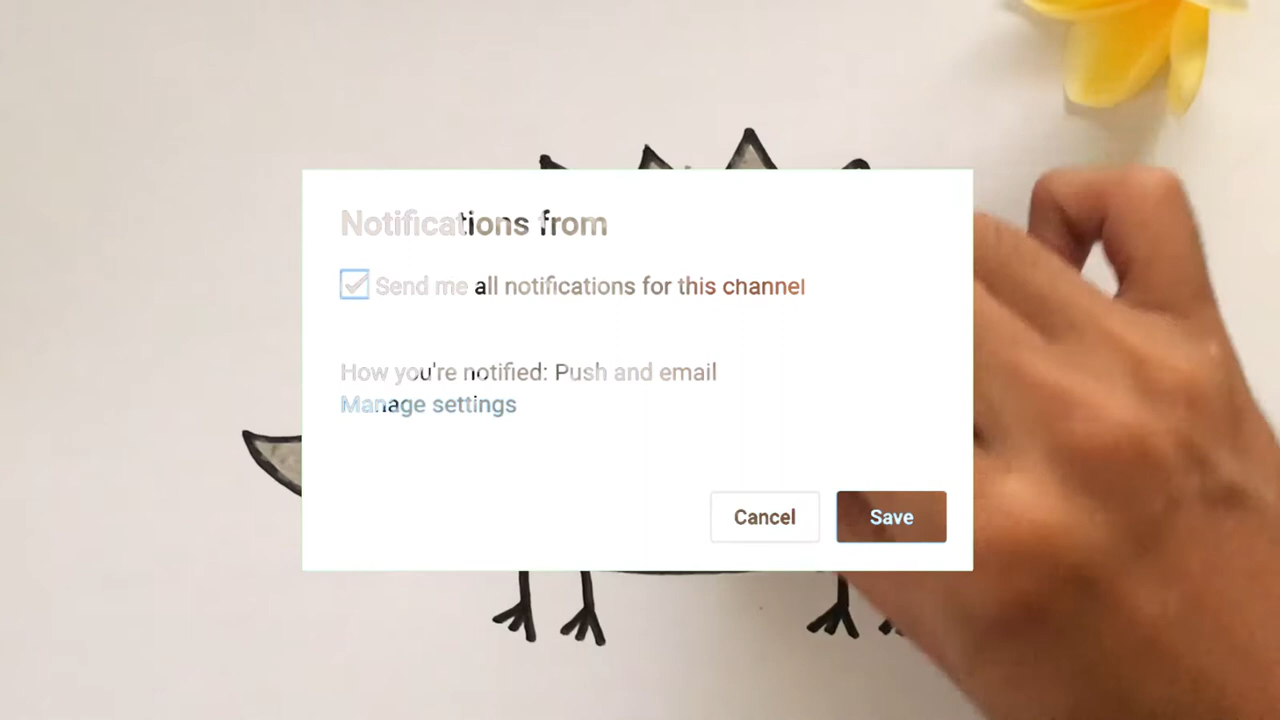 Notifications from
Send me all notifications for this channel
How you're notified: Push and email
Manage settings
Cancel
Save